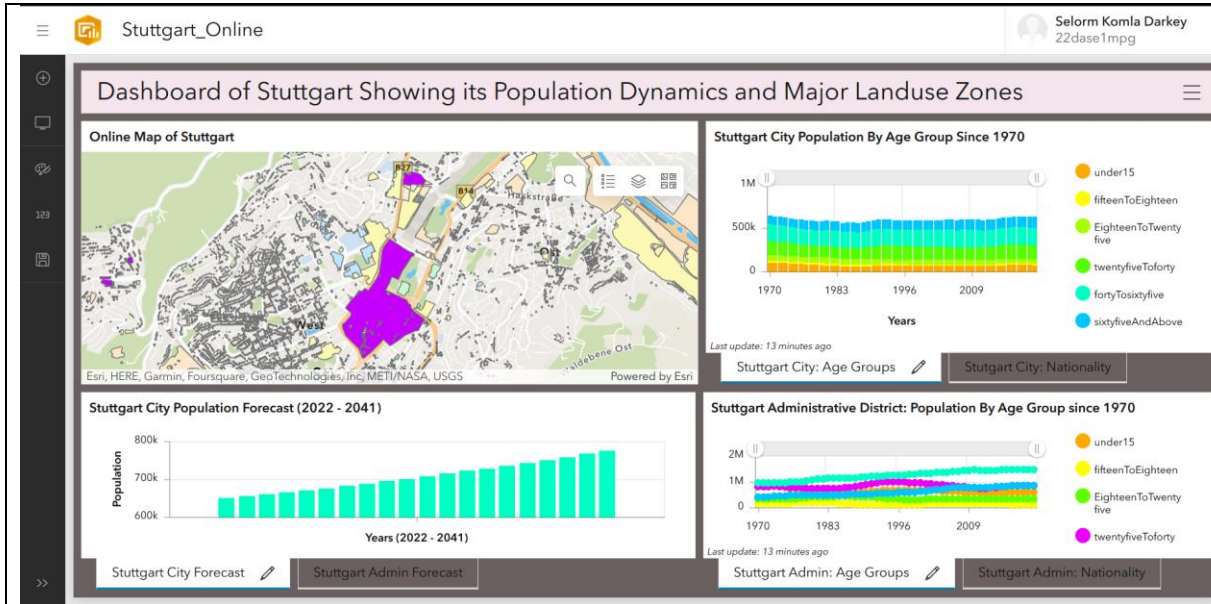 Stuttgart_Online
Selorm Komla Darkey
22dase1mpg
Dashboard of Stuttgart Showing its Population Dynamics and Major Landuse Zones
Online Map of Stuttgart
B27
B14
Hackstraße
Ost
West
Waldebene Ost
Esri, HERE, Garmin, Foursquare, GeoTechnologies, Inc, METI/NASA, USGS
Powered by Esri
Stuttgart City Population By Age Group Since 1970
1M
500k
0
1970 1983 1996 2009
Years
under15
fifteenToEighteen
EighteenToTwenty
five
twentyfiveToforty
fortyTosixtyfive
sixtyfiveAndAbove
Last update: 13 minutes ago
Stuttgart City: Age Groups
Stutgart City: Nationality
Stuttgart City Population Forecast (2022 - 2041)
Population
800k
700k
600k
Years (2022 - 2041)
Stuttgart City Forecast
Stuttgart Admin Forecast
Stuttgart Administrative District: Population By Age Group since 1970
2M
1M
0
1970 1983 1996 2009
under15
fifteenToEighteen
EighteenToTwenty
five
twentyfiveToforty
Last update: 13 minutes ago
Stuttgart Admin: Age Groups
Stuttgart Admin: Nationality
123